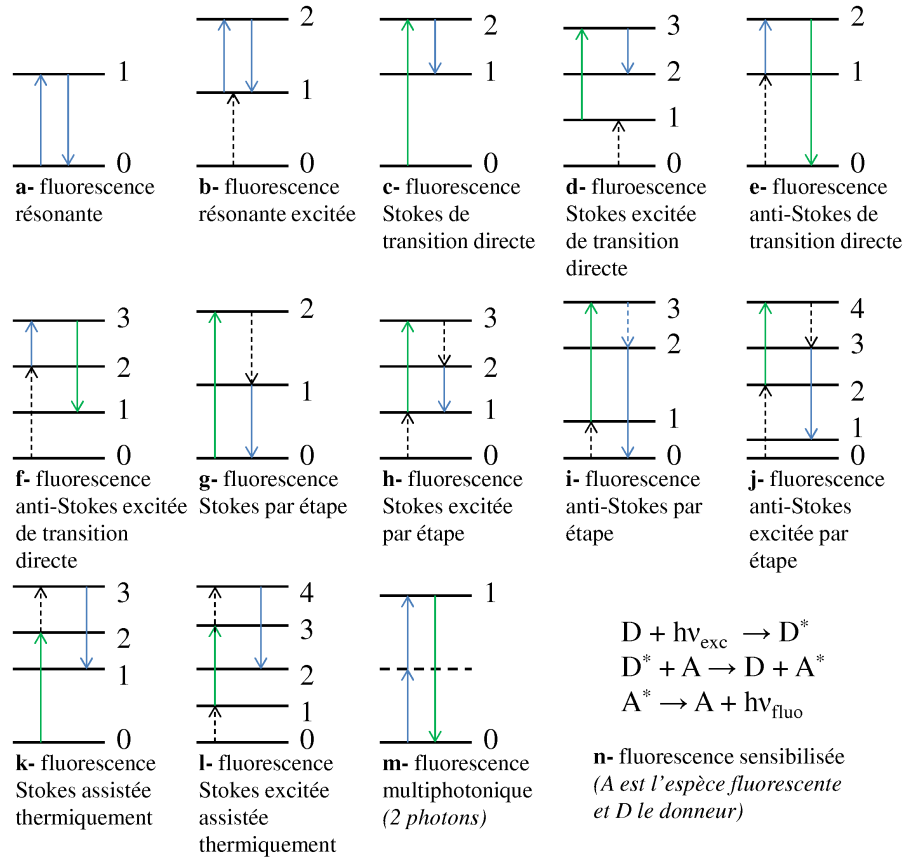 1
0
a- fluorescence
résonante
2
1
0
b- fluorescence
résonante excitée
2
1
0
c- fluorescence
Stokes de
transition directe
3
2
1
0
d- fluroescence
Stokes excitée
de transition
directe
2
1
0
e- fluorescence
anti-Stokes de
transition directe
3
2
1
0
f- fluorescence
anti-Stokes excitée
de transition
directe
2
1
0
g- fluorescence
Stokes par étape
3
2
1
0
h- fluorescence
Stokes excitée
par étape
3
2
1
0
i- fluorescence
anti-Stokes par
étape
4
3
2
1
0
j- fluorescence
anti-Stokes
excitée par
étape
3
2
1
0
k- fluorescence
Stokes assistée
thermiquement
4
3
2
1
0
l- fluorescence
Stokes excitée
assistée
thermiquement
1
0
m- fluorescence
multiphotonique
(2 photons)
D + hνexc → D*
D* + A → D + A*
A* → A + hνfluo
n- fluorescence sensibilisée
(A est l'espèce fluorescente
et D le donneur)